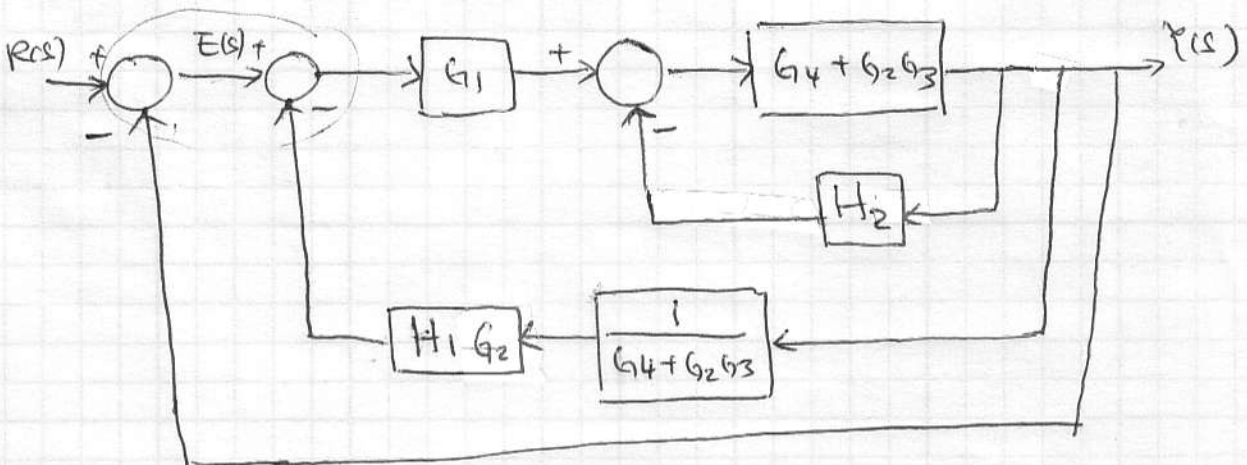 R(s) + E(s) + G1 + G4 + G2G3 Y(s)
- - -
H2
H1 G2
1
G4+G2G3